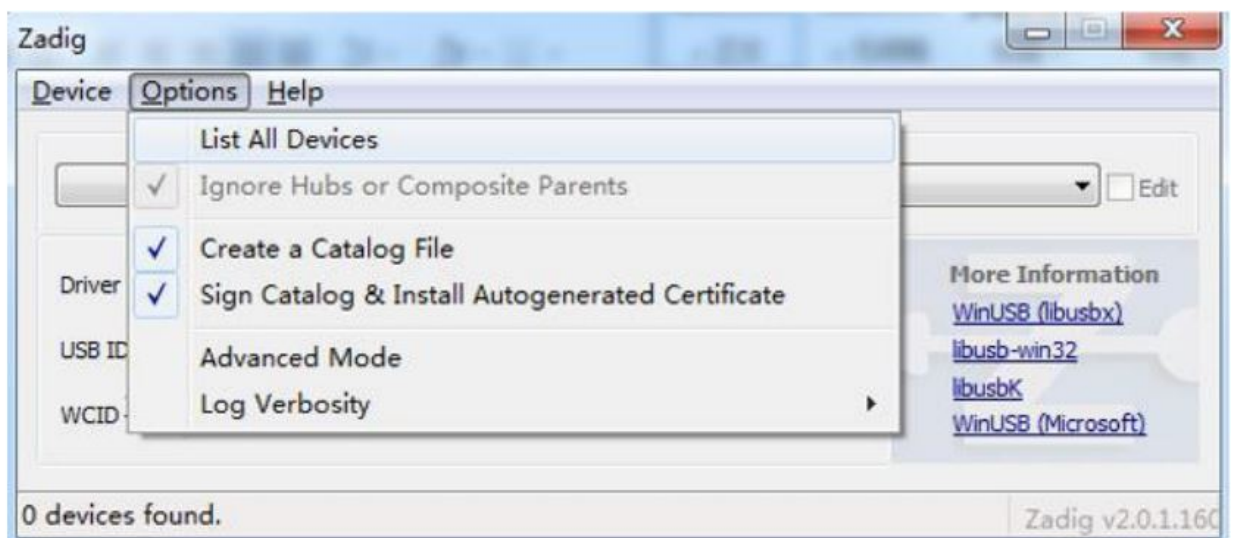 Zadig
Device Options Help
List All Devices
Ignore Hubs or Composite Parents
Edit
Create a Catalog File
Sign Catalog & Install Autogenerated Certificate
Advanced Mode
Log Verbosity
Driver
USB ID
WCID
More Information
WinUSB (libusbx)
libusb-win32
libusbK
WinUSB (Microsoft)
0 devices found.
Zadig v2.0.1.160